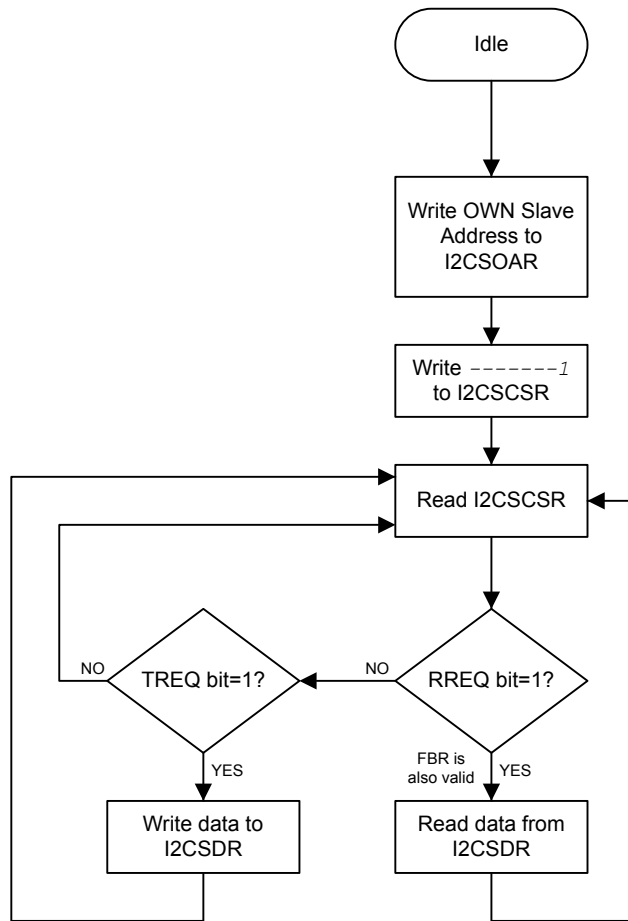 Idle
Write OWN Slave
Address to
I2CSOAR
Write -------1
to I2CSCSR
Read I2CSCSR
NO
TREQ bit=1?
NO
RREQ bit=1?
YES
FBR is
also valid
YES
Write data to
I2CSDR
Read data from
I2CSDR